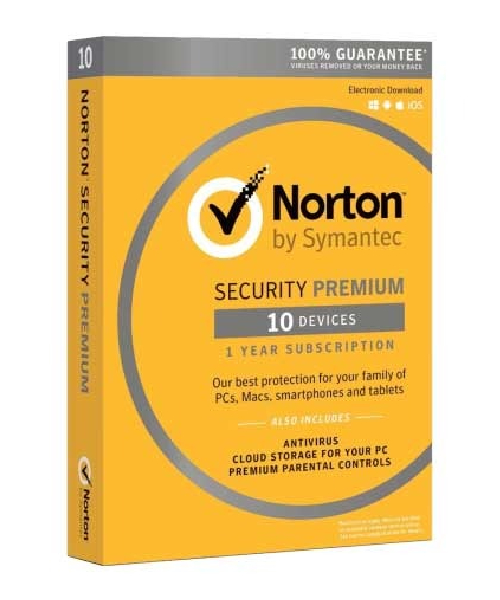 10
NORTON SECURITY PREMIUM
Norton
by Symantec
100% GUARANTEE*
VIRUSES REMOVED OR YOUR MONEY BACK
Electronic Download
iOS
Norton
by Symantec
SECURITY PREMIUM
10 DEVICES
1 YEAR SUBSCRIPTION
Our best protection for your family of
PCs, Macs, smartphones and tablets
ALSO INCLUDES
ANTIVIRUS
CLOUD STORAGE FOR YOUR PC
PREMIUM PARENTAL CONTROLS